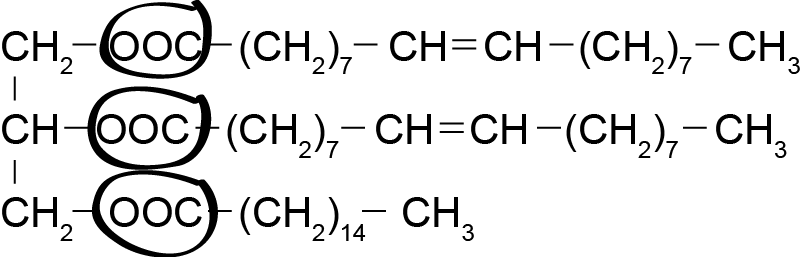 CH₂—OOC—(CH₂)₇—CH=CH—(CH₂)₇—CH₃
CH—OOC—(CH₂)₇—CH=CH—(CH₂)₇—CH₃
CH₂—OOC—(CH₂)₁₄—CH₃